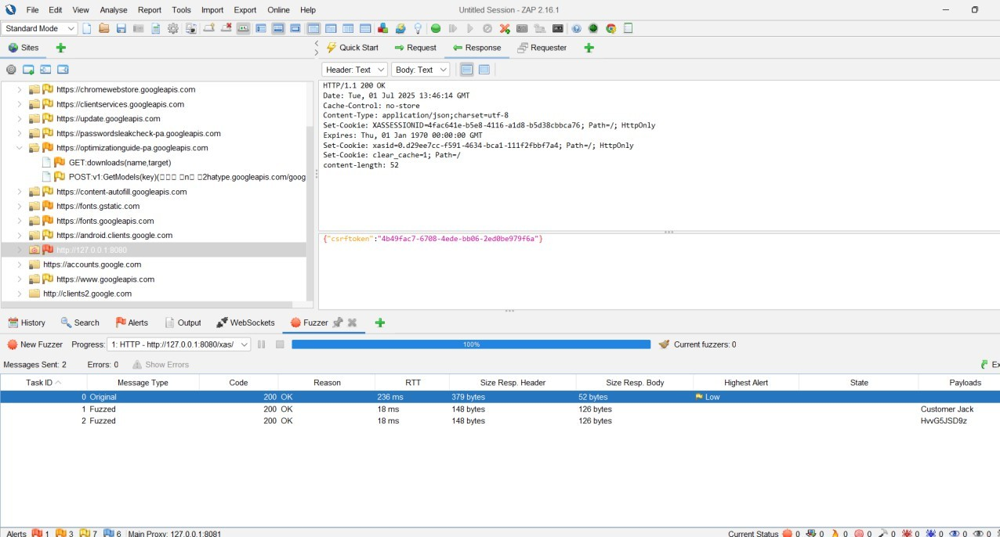 File Edit View Analyse Report Tools Import Export Online Help Untitled Session - ZAP 2.16.1
Standard Mode
Sites
Quick Start Request Response Requester
Header: Text Body: Text
https://chromewebstore.googleapis.com
https://clientservices.googleapis.com
https://update.googleapis.com
https://passwordsleakcheck-pa.googleapis.com
https://optimizationguide-pa.googleapis.com
GET:downloads(name,target)
POST:v1:GetModels(key)(□□□ □n□ □2hatype.googleapis.com/goog
https://content-autofill.googleapis.com
https://fonts.gstatic.com
https://fonts.googleapis.com
https://android.clients.google.com
http://127.0.0.1:8080
https://accounts.google.com
https://www.googleapis.com
http://clients2.google.com
HTTP/1.1 200 OK
Date: Tue, 01 Jul 2025 13:46:14 GMT
Cache-Control: no-store
Content-Type: application/json;charset=utf-8
Set-Cookie: XASSESSIONID=4fac641e-b5e8-4116-a1d8-b5d38cbbca76; Path=/; HttpOnly
Expires: Thu, 01 Jan 1970 00:00:00 GMT
Set-Cookie: xasid=0.d29ee7cc-f591-4634-bca1-111f2fbbf7a4; Path=/; HttpOnly
Set-Cookie: clear_cache=1; Path=/
content-length: 52
{"csrftoken":"4b49fac7-6708-4ede-bb06-2ed0be979f6a"}
History Search Alerts Output WebSockets Fuzzer
New Fuzzer Progress: 1: HTTP - http://127.0.0.1:8080/xas/ 100% Current fuzzers: 0
Messages Sent: 2 Errors: 0 Show Errors Ex
Task ID Message Type Code Reason RTT Size Resp. Header Size Resp. Body Highest Alert State Payloads
0 Original 200 OK 236 ms 379 bytes 52 bytes Low
1 Fuzzed 200 OK 18 ms 148 bytes 126 bytes Customer Jack
2 Fuzzed 200 OK 18 ms 148 bytes 126 bytes HvvG5JSD9z
Alerts 1 3 7 6 Main Proxy: 127.0.0.1:8081 Current Status 0 0 0 0 0 0 0 0 0